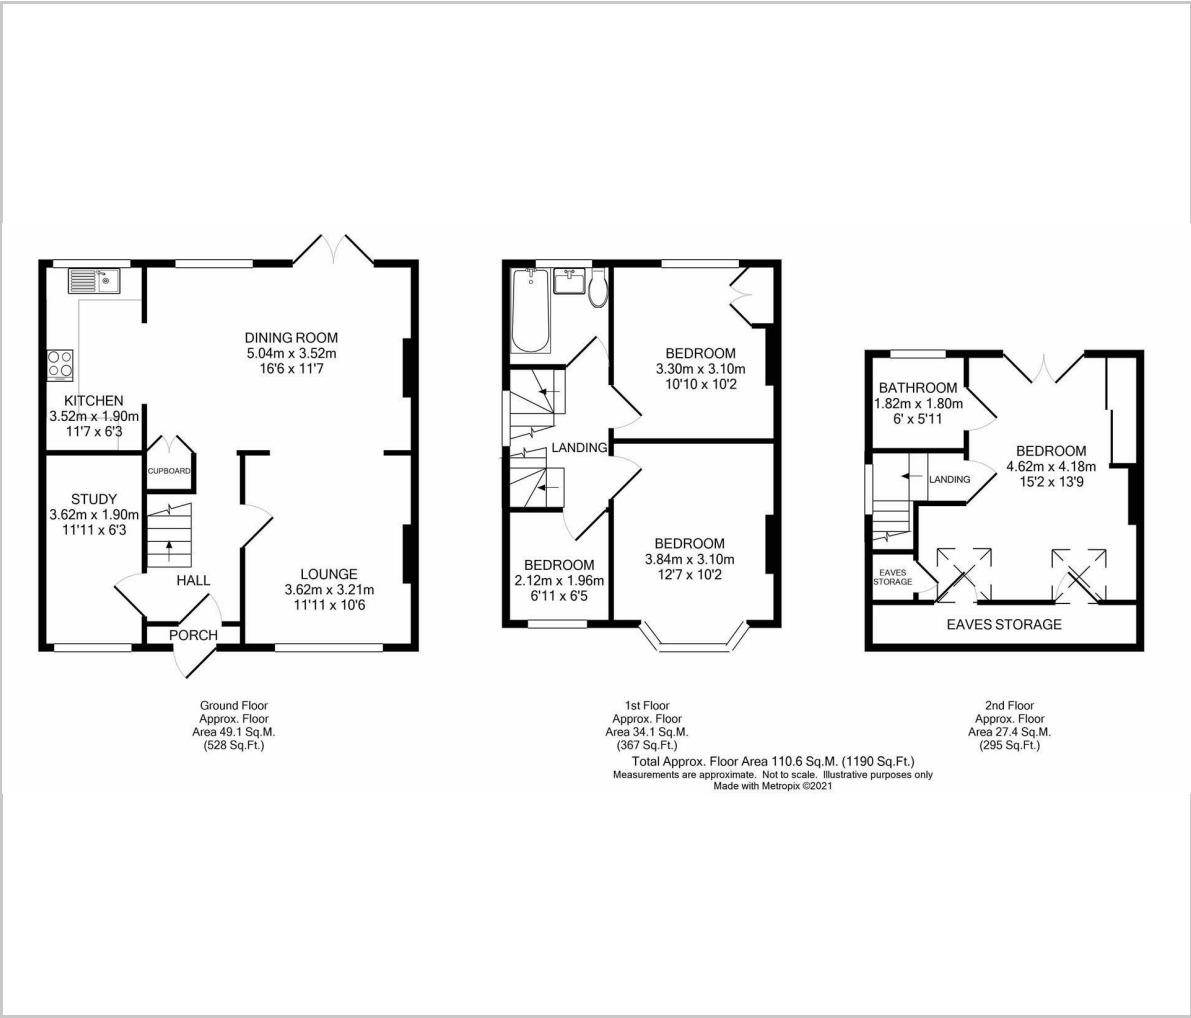 KITCHEN
3.52m x 1.90m
11'7 x 6'3
DINING ROOM
5.04m x 3.52m
16'6 x 11'7
CUPBOARD
STUDY
3.62m x 1.90m
11'11 x 6'3
HALL
LOUNGE
3.62m x 3.21m
11'11 x 10'6
PORCH
Ground Floor
Approx. Floor
Area 49.1 Sq.M.
(528 Sq.Ft.)
BEDROOM
3.30m x 3.10m
10'10 x 10'2
LANDING
BEDROOM
3.84m x 3.10m
12'7 x 10'2
BEDROOM
2.12m x 1.96m
6'11 x 6'5
1st Floor
Approx. Floor
Area 34.1 Sq.M.
(367 Sq.Ft.)
BATHROOM
1.82m x 1.80m
6' x 5'11
BEDROOM
4.62m x 4.18m
15'2 x 13'9
LANDING
EAVES
STORAGE
EAVES STORAGE
2nd Floor
Approx. Floor
Area 27.4 Sq.M.
(295 Sq.Ft.)
Total Approx. Floor Area 110.6 Sq.M. (1190 Sq.Ft.)
Measurements are approximate. Not to scale. Illustrative purposes only
Made with Metropix ©2021